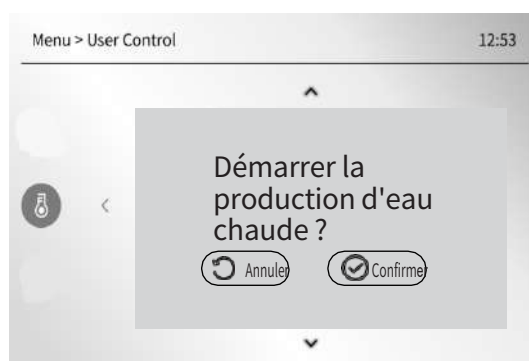 Menu > User Control
12:53
Démarrer la
production d'eau
chaude ?
Annuler
Confirmer